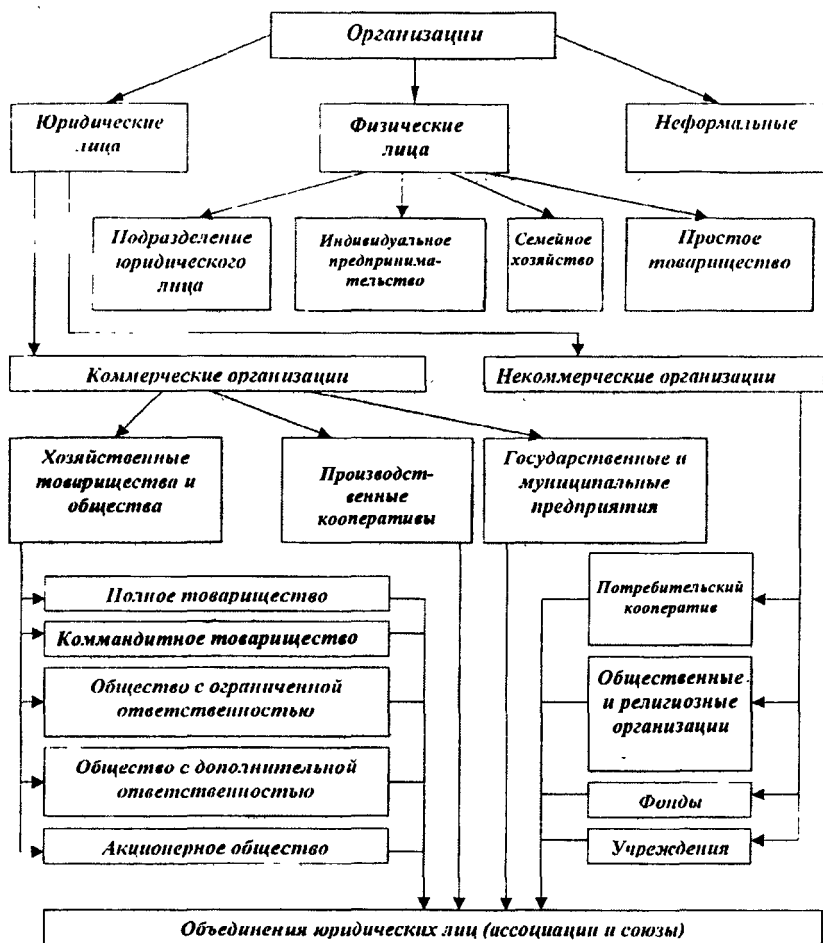 Организации
Юридические
лица
Физические
лица
Неформальные
Подразделение
юридического
лица
Индивидуальное
предпринима-
тельство
Семейное
хозяйство
Простое
товарищество
Коммерческие организации
Некоммерческие организации
Хозяйственные
товарищества и
общества
Производст-
венные
кооперативы
Государственные и
муниципальные
предприятия
Полное товарищество
Коммандитное товарищество
Общество с ограниченной
ответственностью
Общество с дополнительной
ответственностью
Акционерное общество
Потребительский
кооператив
Общественные
и религиозные
организации
Фонды
Учреждения
Объединения юридических лиц (ассоциации и союзы)